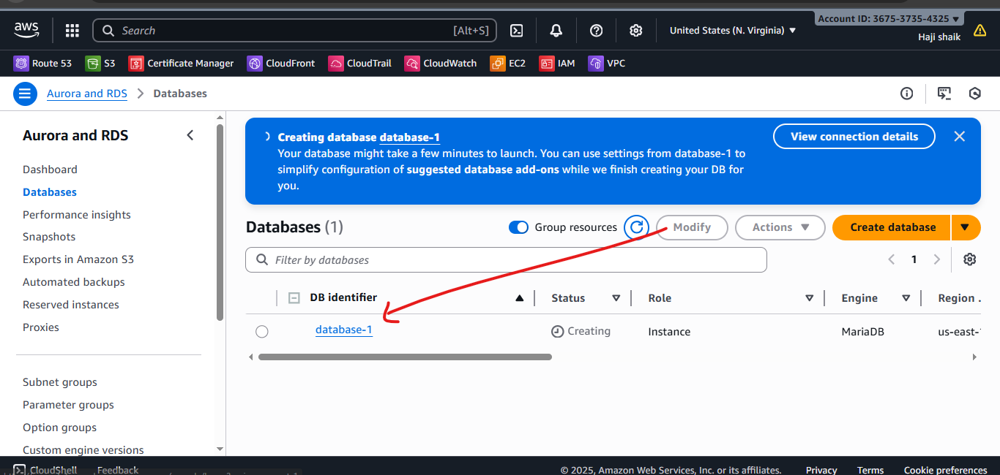 aws
Search [Alt+S]
United States (N. Virginia)
Account ID: 3675-3735-4325
Haji shaik
Route 53 S3 Certificate Manager CloudFront CloudTrail CloudWatch EC2 IAM VPC
Aurora and RDS > Databases
Aurora and RDS
Dashboard
Databases
Performance insights
Snapshots
Exports in Amazon S3
Automated backups
Reserved instances
Proxies
Subnet groups
Parameter groups
Option groups
Custom engine versions
Creating database database-1
Your database might take a few minutes to launch. You can use settings from database-1 to
simplify configuration of suggested database add-ons while we finish creating your DB for
you.
View connection details
Databases (1)
Group resources
Modify
Actions
Create database
Filter by databases
1
DB identifier Status Role Engine Region .
database-1 Creating Instance MariaDB us-east-
CloudShell Feedback
© 2025, Amazon Web Services, Inc. or its affiliates. Privacy Terms Cookie preferences